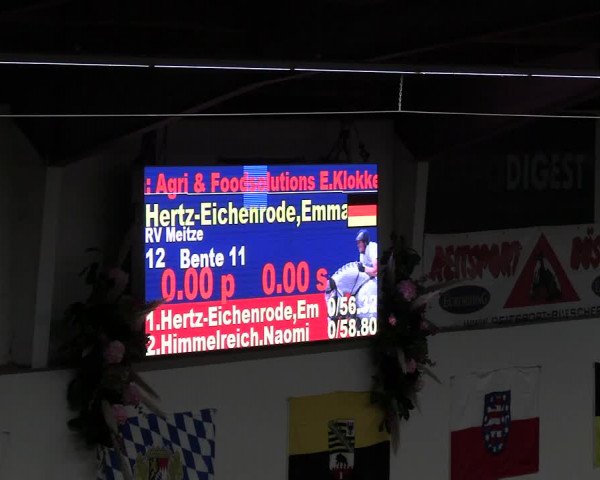 : Agri & Foodsolutions E.Klokke
Hertz-Eichenrode,Emma
RV Meitze
12 Bente 11
0.00 p 0.00 s
1.Hertz-Eichenrode,Em 0/56.32
2.Himmelreich,Naomi 0/58.80
DIGEST
REITSPORT